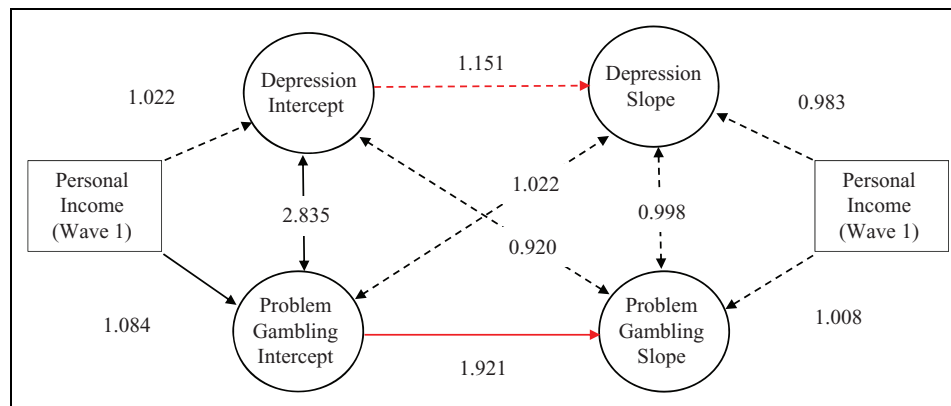 1.151
Depression
Intercept
Depression
Slope
1.022
0.983
Personal
Income
(Wave 1)
1.022
2.835
0.998
0.920
Personal
Income
(Wave 1)
Problem
Gambling
Intercept
Problem
Gambling
Slope
1.084
1.008
1.921